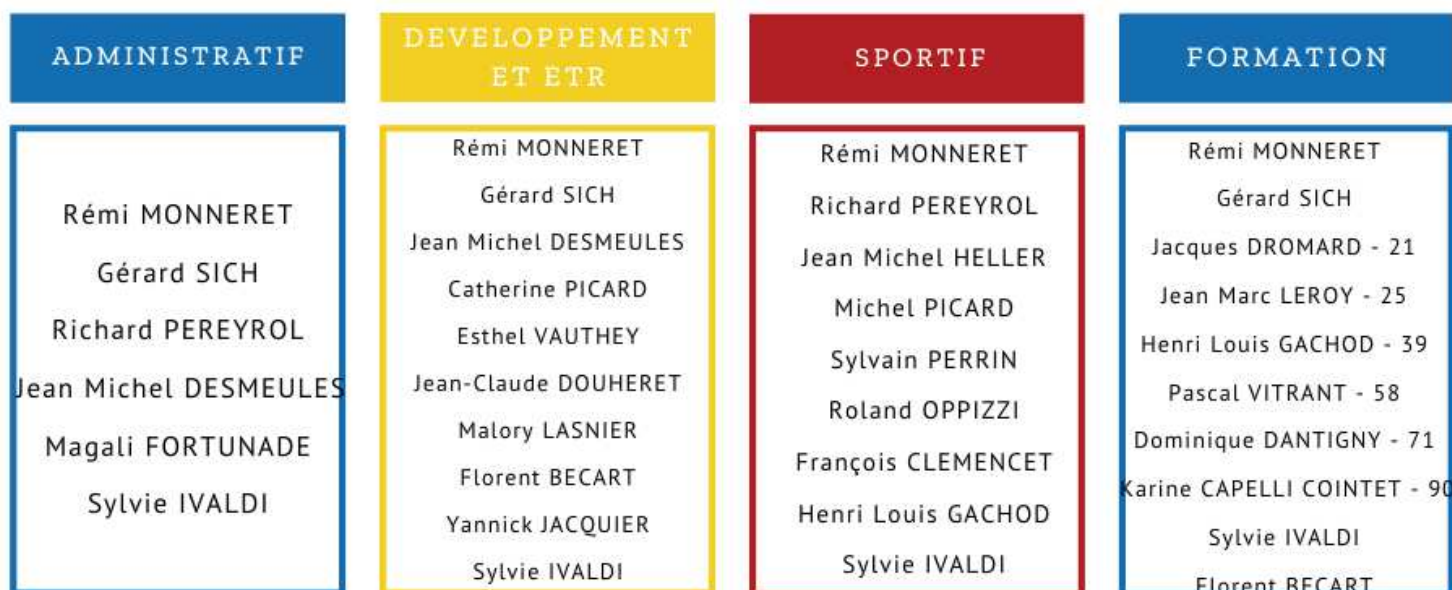 ADMINISTRATIF
Rémi MONNERET
Gérard SICH
Richard PEREYROL
Jean Michel DESMEULES
Magali FORTUNADE
Sylvie IVALDI
DEVELOPPEMENT
ET ETR
Rémi MONNERET
Gérard SICH
Jean Michel DESMEULES
Catherine PICARD
Esthel VAUTHEY
Jean-Claude DOUHERET
Malory LASNIER
Florent BECART
Yannick JACQUIER
Sylvie IVALDI
SPORTIF
Rémi MONNERET
Richard PEREYROL
Jean Michel HELLER
Michel PICARD
Sylvain PERRIN
Roland OPPIZZI
François CLEMENCET
Henri Louis GACHOD
Sylvie IVALDI
FORMATION
Rémi MONNERET
Gérard SICH
Jacques DROMARD - 21
Jean Marc LEROY - 25
Henri Louis GACHOD - 39
Pascal VITRANT - 58
Dominique DANTIGNY - 71
Karine CAPELLI COINTET - 90
Sylvie IVALDI
Florent BECART